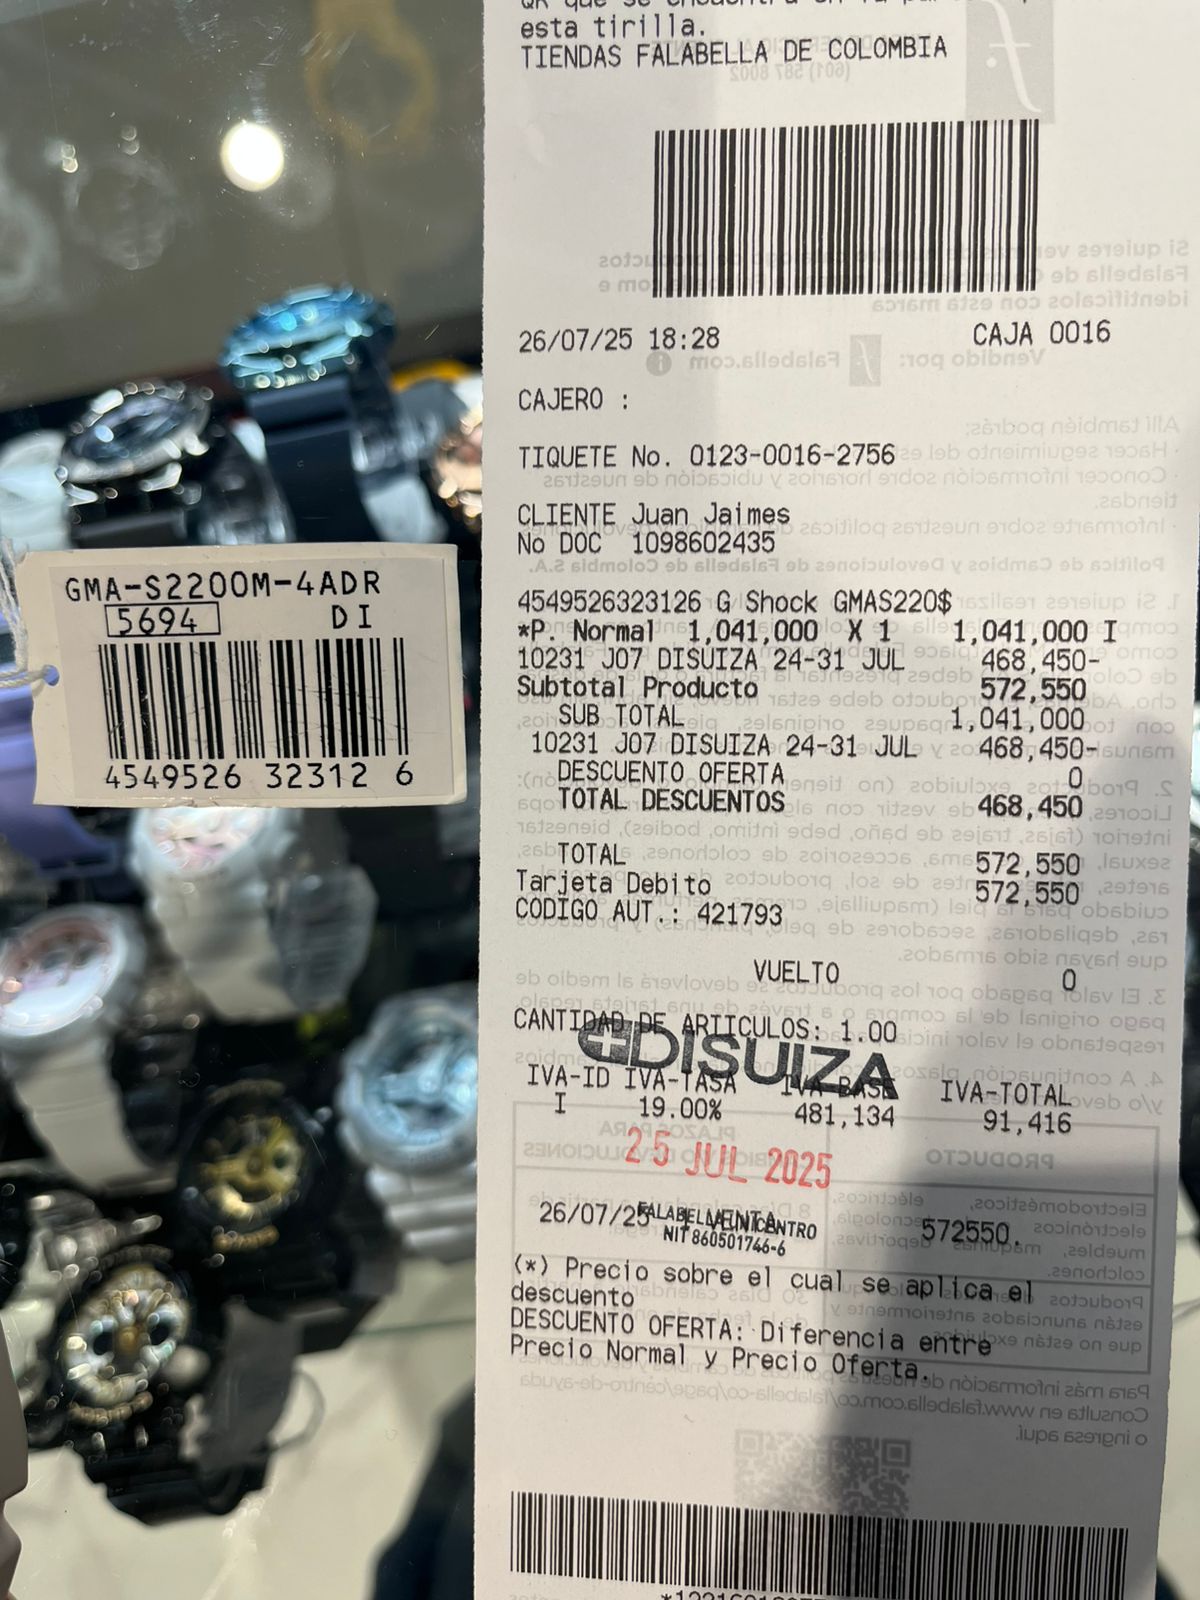 esta tirilla.
TIENDAS FALABELLA DE COLOMBIA
26/07/25 18:28 CAJA 0016
CAJERO :
TIQUETE No. 0123-0016-2756
CLIENTE Juan Jaimes
No DOC 1098602435
4549526323126 G Shock GMAS220$
*P. Normal 1,041,000 X 1 1,041,000 I
10231 J07 DISUIZA 24-31 JUL 468,450-
Subtotal Producto 572,550
SUB TOTAL 1,041,000
10231 J07 DISUIZA 24-31 JUL 468,450-
DESCUENTO OFERTA 0
TOTAL DESCUENTOS 468,450
TOTAL 572,550
Tarjeta Debito 572,550
CODIGO AUT.: 421793
VUELTO 0
CANTIDAD DE ARTICULOS: 1.00
DISUIZA
IVA-ID IVA-TASA IVA-BASE IVA-TOTAL
I 19.00% 481,134 91,416
25 JUL 2025
26/07/25 VENTA 572550.
FALABELLA UNICENTRO
NIT 860501746-6
(*) Precio sobre el cual se aplica el
descuento
DESCUENTO OFERTA: Diferencia entre
Precio Normal y Precio Oferta.
GMA-S2200M-4ADR
5694 DI
4549526 32312 6